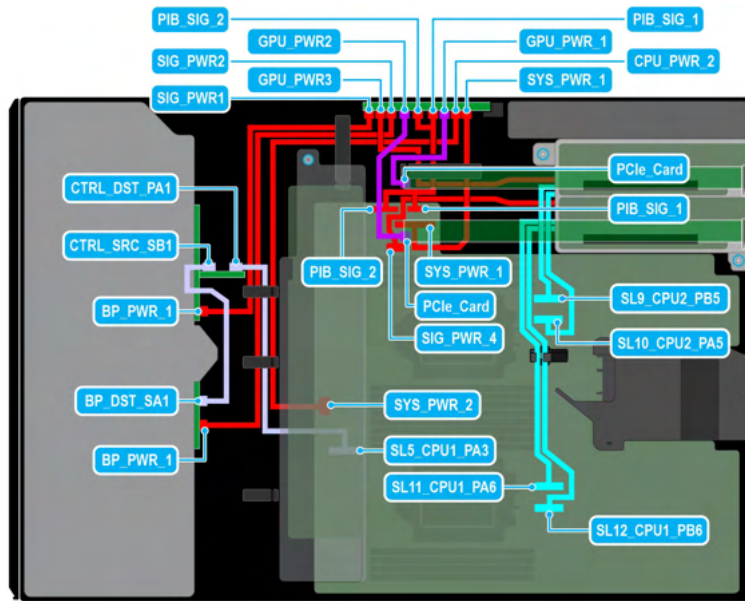 PIB_SIG_2
PIB_SIG_1
GPU_PWR2
GPU_PWR_1
SIG_PWR2
CPU_PWR_2
GPU_PWR3
SYS_PWR_1
SIG_PWR1
PCIe_Card
CTRL_DST_PA1
PIB_SIG_1
CTRL_SRC_SB1
PIB_SIG_2
SYS_PWR_1
SL9_CPU2_PB5
BP_PWR_1
PCIe_Card
SIG_PWR_4
SL10_CPU2_PA5
BP_DST_SA1
SYS_PWR_2
BP_PWR_1
SL5_CPU1_PA3
SL11_CPU1_PA6
SL12_CPU1_PB6